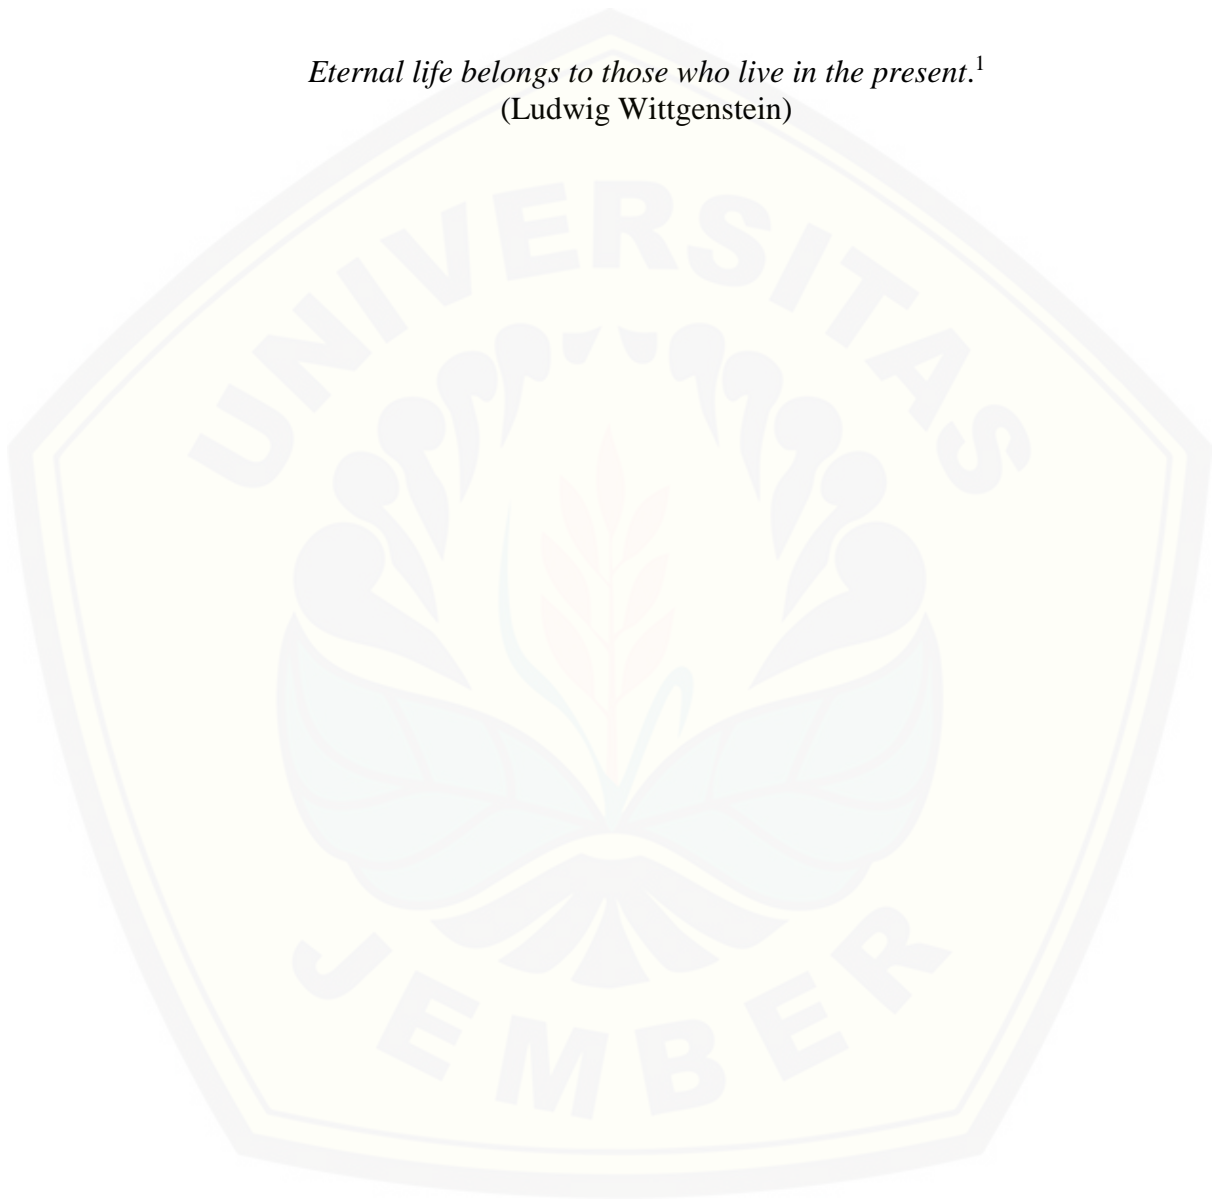 Eternal life belongs to those who live in the present.1
(Ludwig Wittgenstein)
UNIVERSITAS
JEMBER